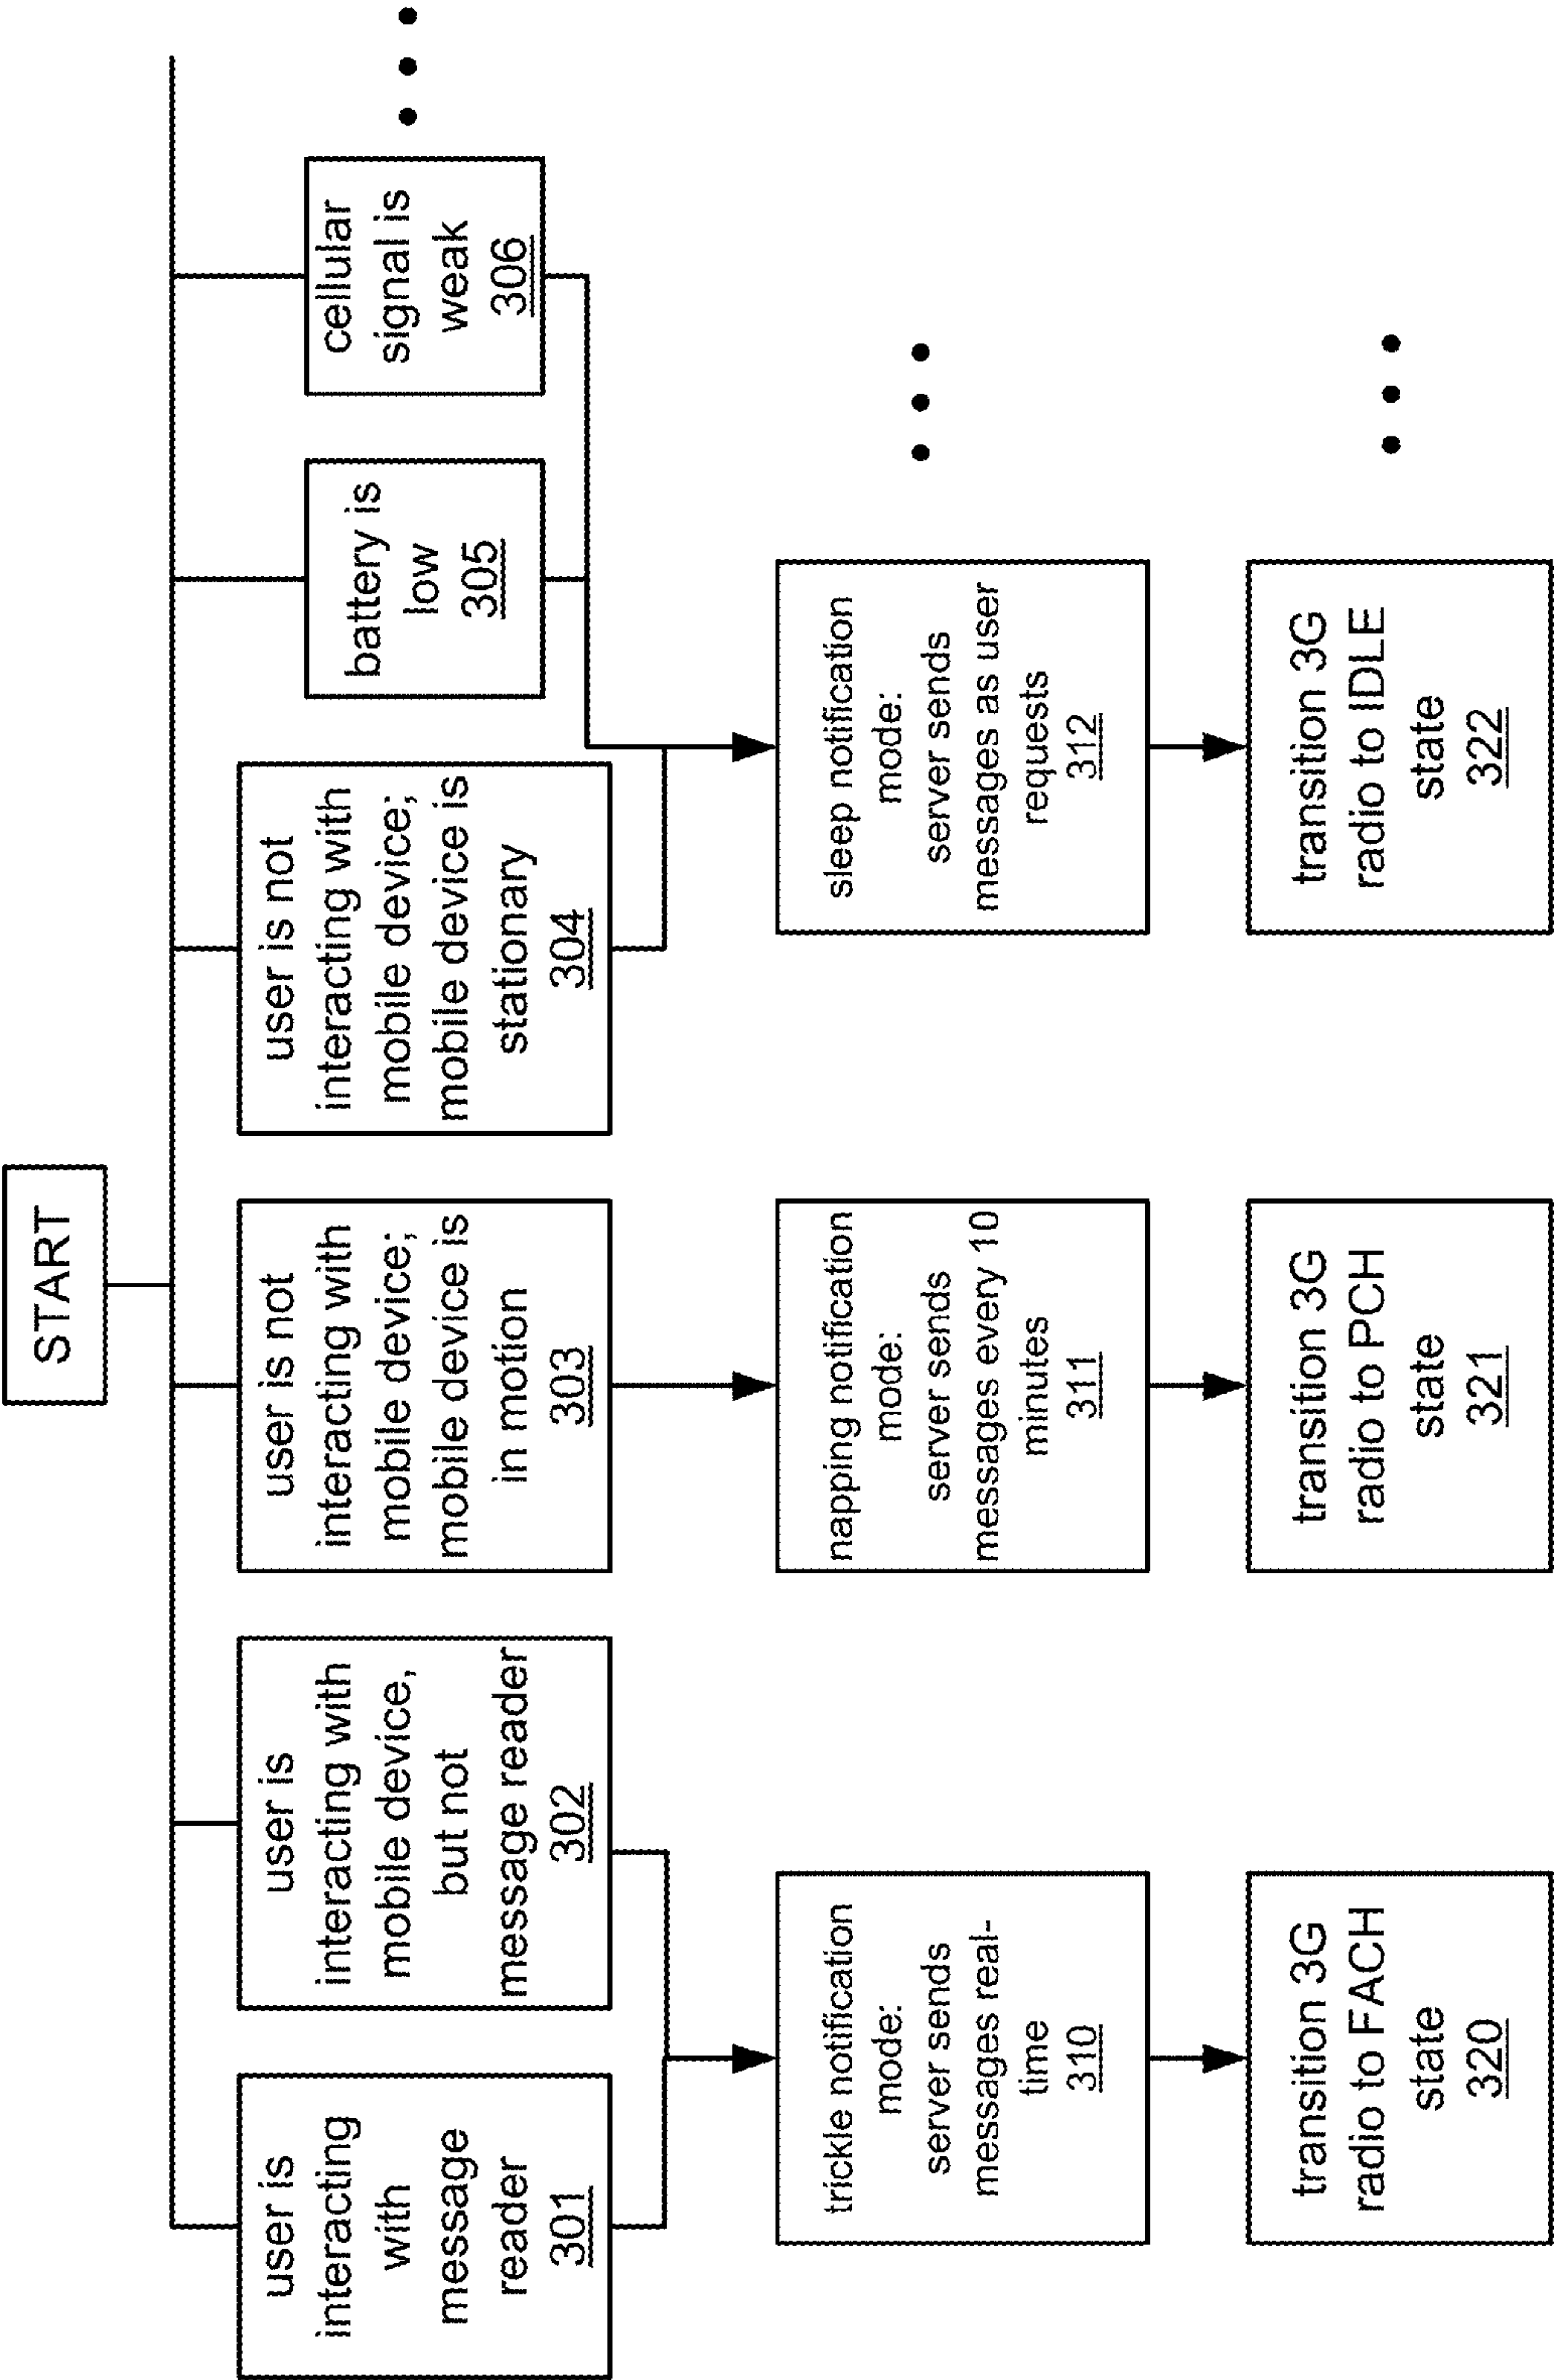 START
user is
interacting
with
message
reader
301
user is
interacting with
mobile device,
but not
message reader
302
user is not
interacting with
mobile device;
mobile device is
in motion
303
user is not
interacting with
mobile device;
mobile device is
stationary
304
battery is
low
305
cellular
signal is
weak
306
trickle notification
mode:
server sends
messages real-
time
310
napping notification
mode:
server sends
messages every 10
minutes
311
sleep notification
mode:
server sends
messages as user
requests
312
transition 3G
radio to FACH
state
320
transition 3G
radio to PCH
state
321
transition 3G
radio to IDLE
state
322